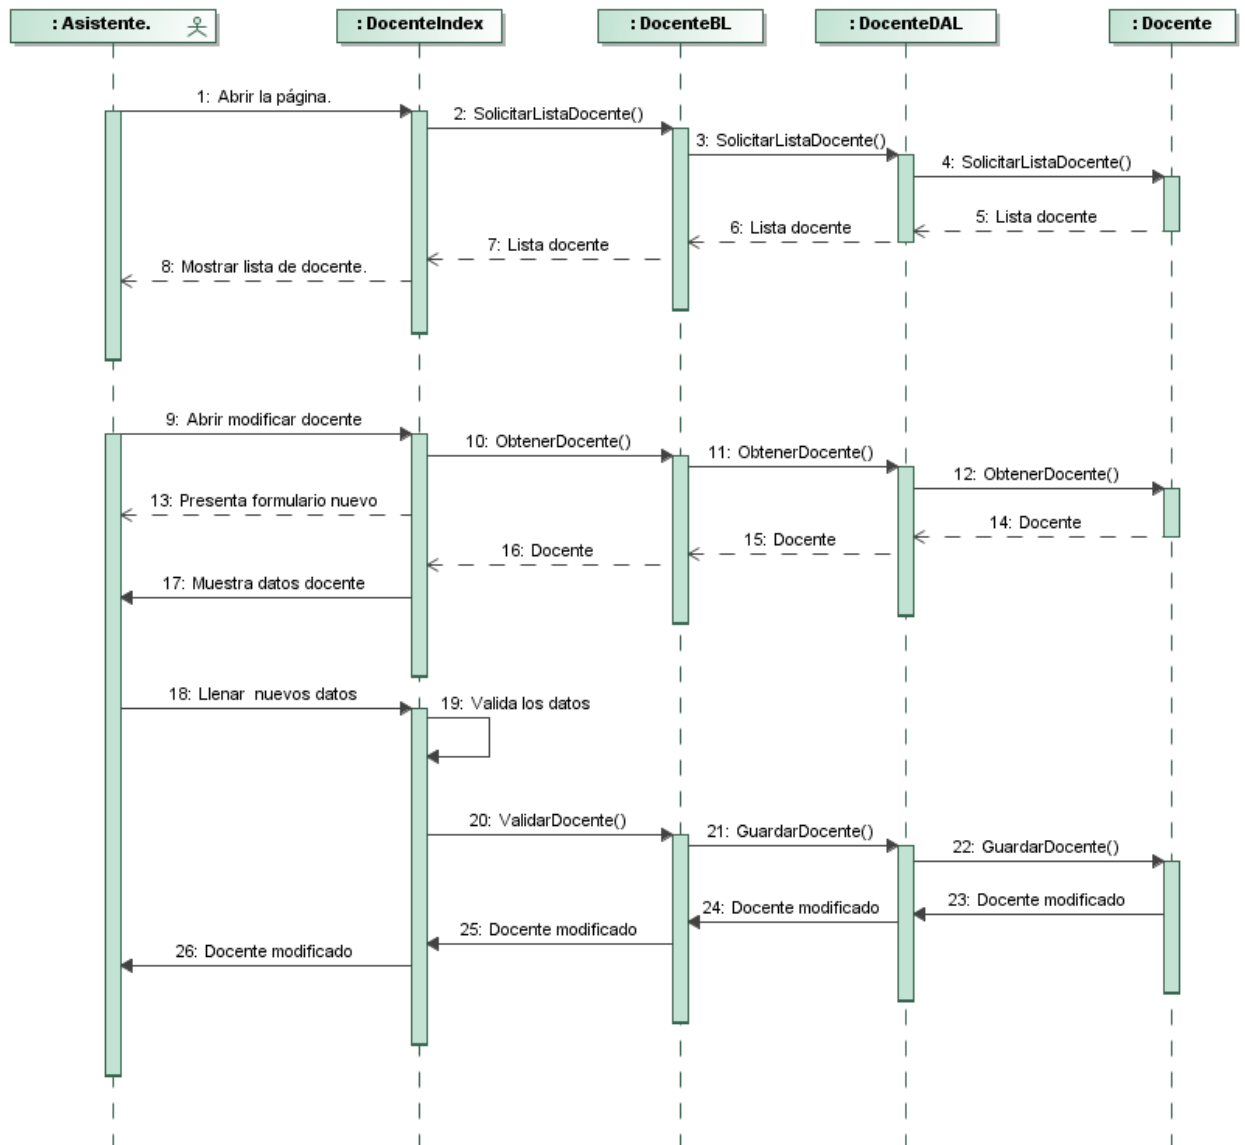 : Asistente.
: DocenteIndex
: DocenteBL
: DocenteDAL
: Docente
1: Abrir la página.
2: SolicitarListaDocente()
3: SolicitarListaDocente()
4: SolicitarListaDocente()
5: Lista docente
6: Lista docente
7: Lista docente
8: Mostrar lista de docente.
9: Abrir modificar docente
10: ObtenerDocente()
11: ObtenerDocente()
12: ObtenerDocente()
13: Presenta formulario nuevo
14: Docente
15: Docente
16: Docente
17: Muestra datos docente
18: Llenar  nuevos datos
19: Valida los datos
20: ValidarDocente()
21: GuardarDocente()
22: GuardarDocente()
23: Docente modificado
24: Docente modificado
25: Docente modificado
26: Docente modificado